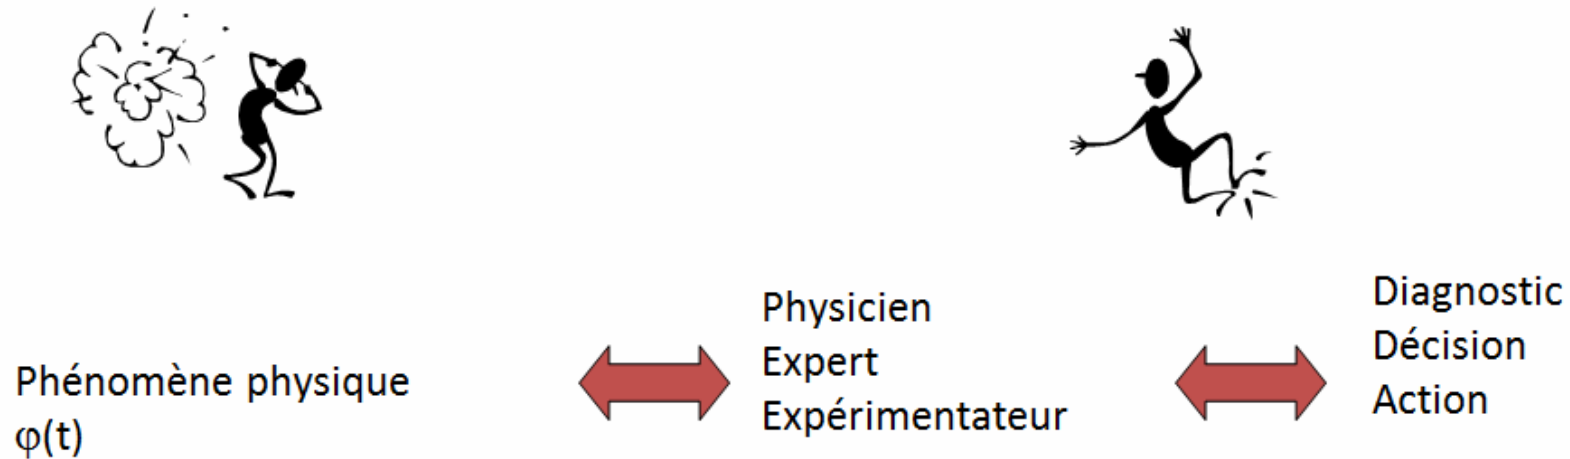 Phénomène physique
φ(t)
Physicien
Expert
Expérimentateur
Diagnostic
Décision
Action